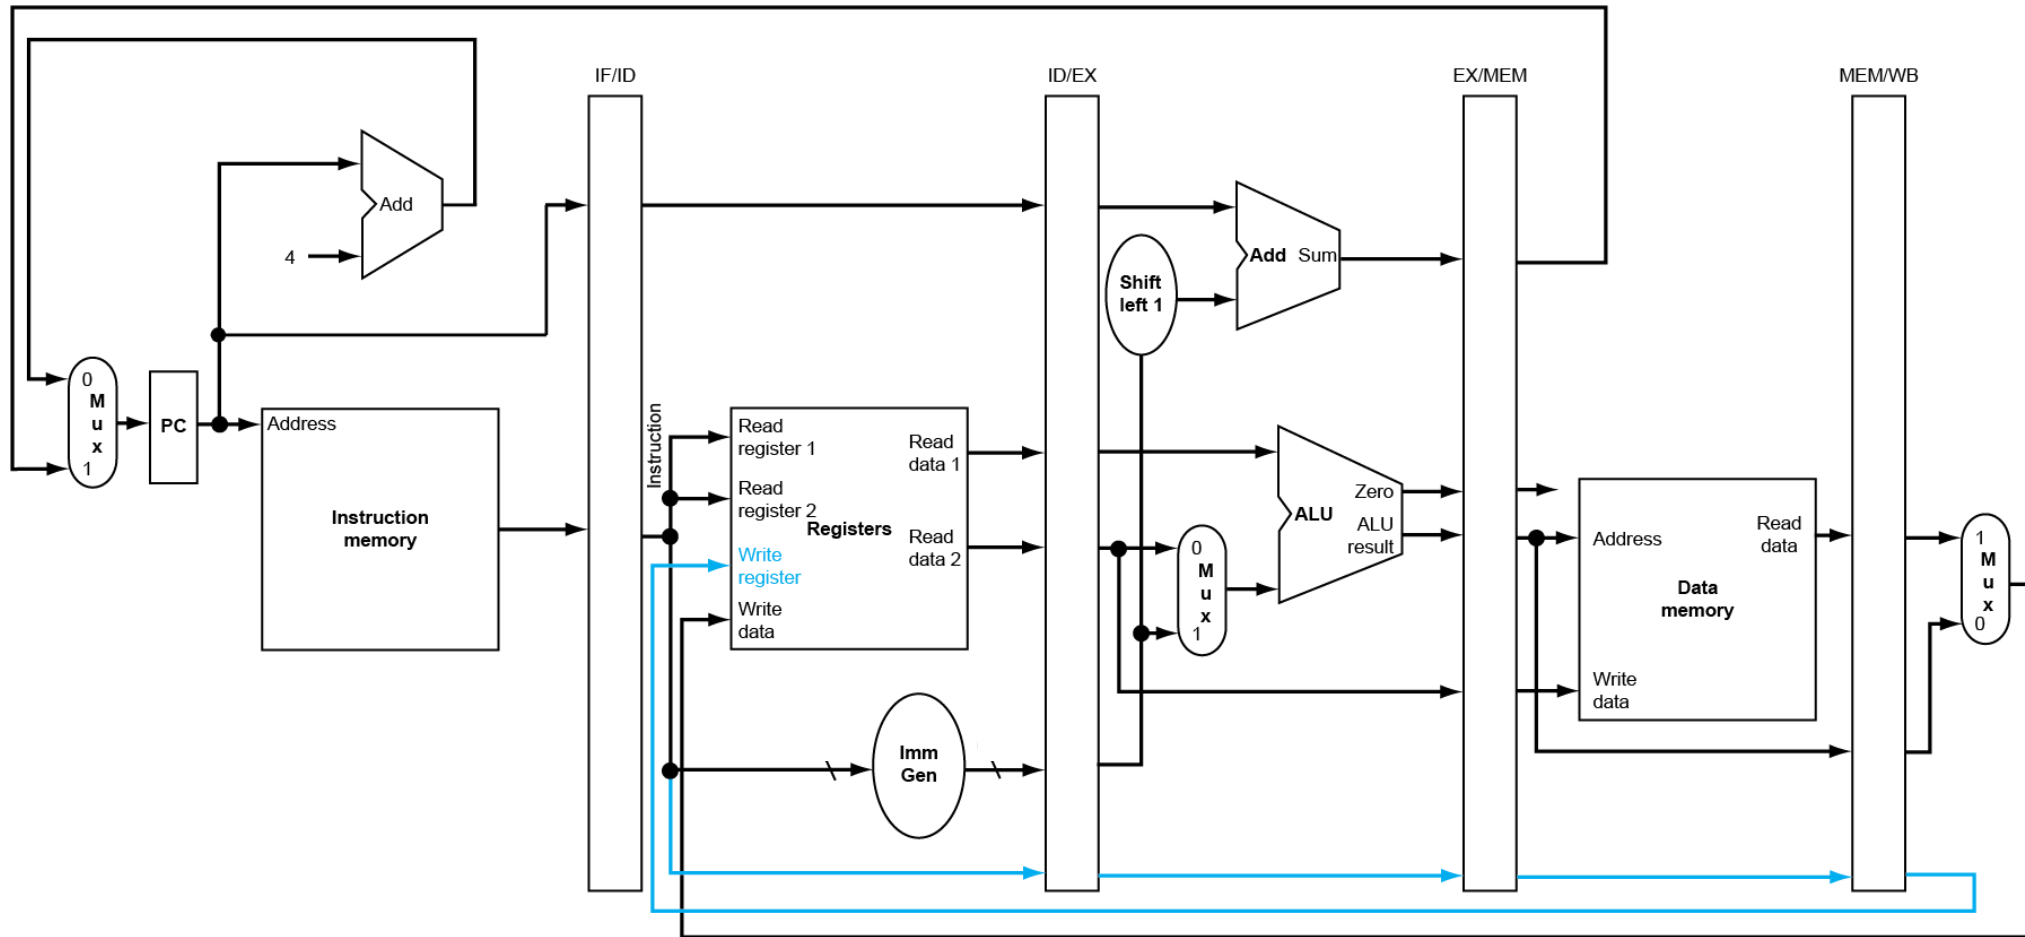 IF/ID
ID/EX
EX/MEM
MEM/WB
Add
4
Shift
left 1
Add Sum
0
M
u
x
1
PC
Address
Instruction
memory
Instruction
Read
register 1
Read
register 2
Write
register
Write
data
Registers
Read
data 1
Read
data 2
Imm
Gen
0
M
u
x
1
ALU
Zero
ALU
result
Address
Write
data
Data
memory
Read
data
1
M
u
x
0